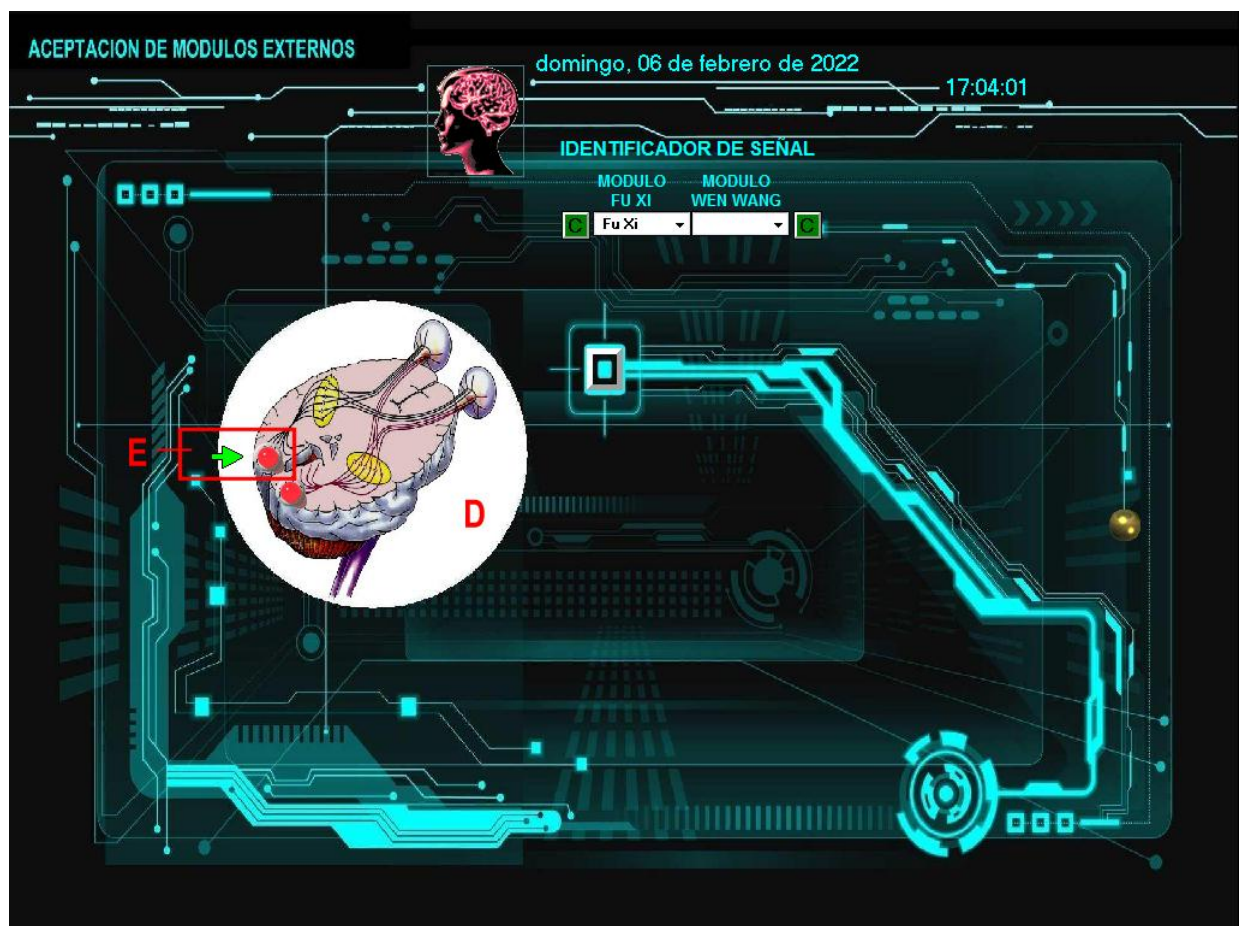 ACEPTACION DE MODULOS EXTERNOS
domingo, 06 de febrero de 2022
17:04:01
IDENTIFICADOR DE SEÑAL
MODULO FU XI
MODULO WEN WANG
C
Fu Xi
C
E
D